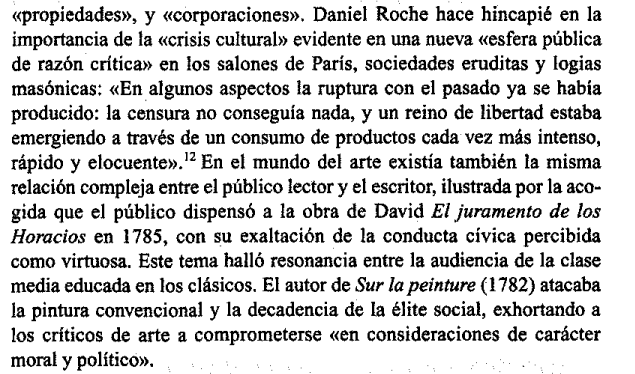 «propiedades», y «corporaciones». Daniel Roche hace hincapié en la
importancia de la «crisis cultural» evidente en una nueva «esfera pública
de razón crítica» en los salones de París, sociedades eruditas y logias
masónicas: «En algunos aspectos la ruptura con el pasado ya se había
producido: la censura no conseguía nada, y un reino de libertad estaba
emergiendo a través de un consumo de productos cada vez más intenso,
rápido y elocuente».¹² En el mundo del arte existía también la misma
relación compleja entre el público lector y el escritor, ilustrada por la aco-
gida que el público dispensó a la obra de David El juramento de los
Horacios en 1785, con su exaltación de la conducta cívica percibida
como virtuosa. Este tema halló resonancia entre la audiencia de la clase
media educada en los clásicos. El autor de Sur la peinture (1782) atacaba
la pintura convencional y la decadencia de la élite social, exhortando a
los críticos de arte a comprometerse «en consideraciones de carácter
moral y político».